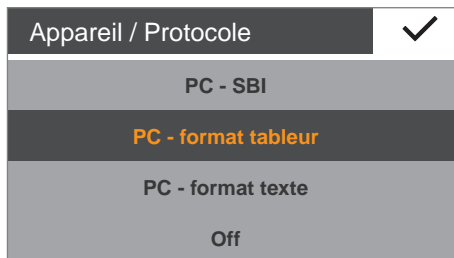 Appareil / Protocole
PC - SBI
PC - format tableur
PC - format texte
Off